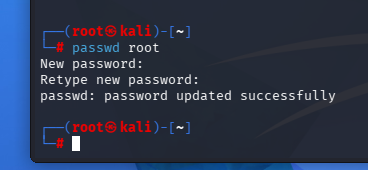 ┌──(root㉿kali)-[~]
└─# passwd root
New password:
Retype new password:
passwd: password updated successfully
┌──(root㉿kali)-[~]
└─#